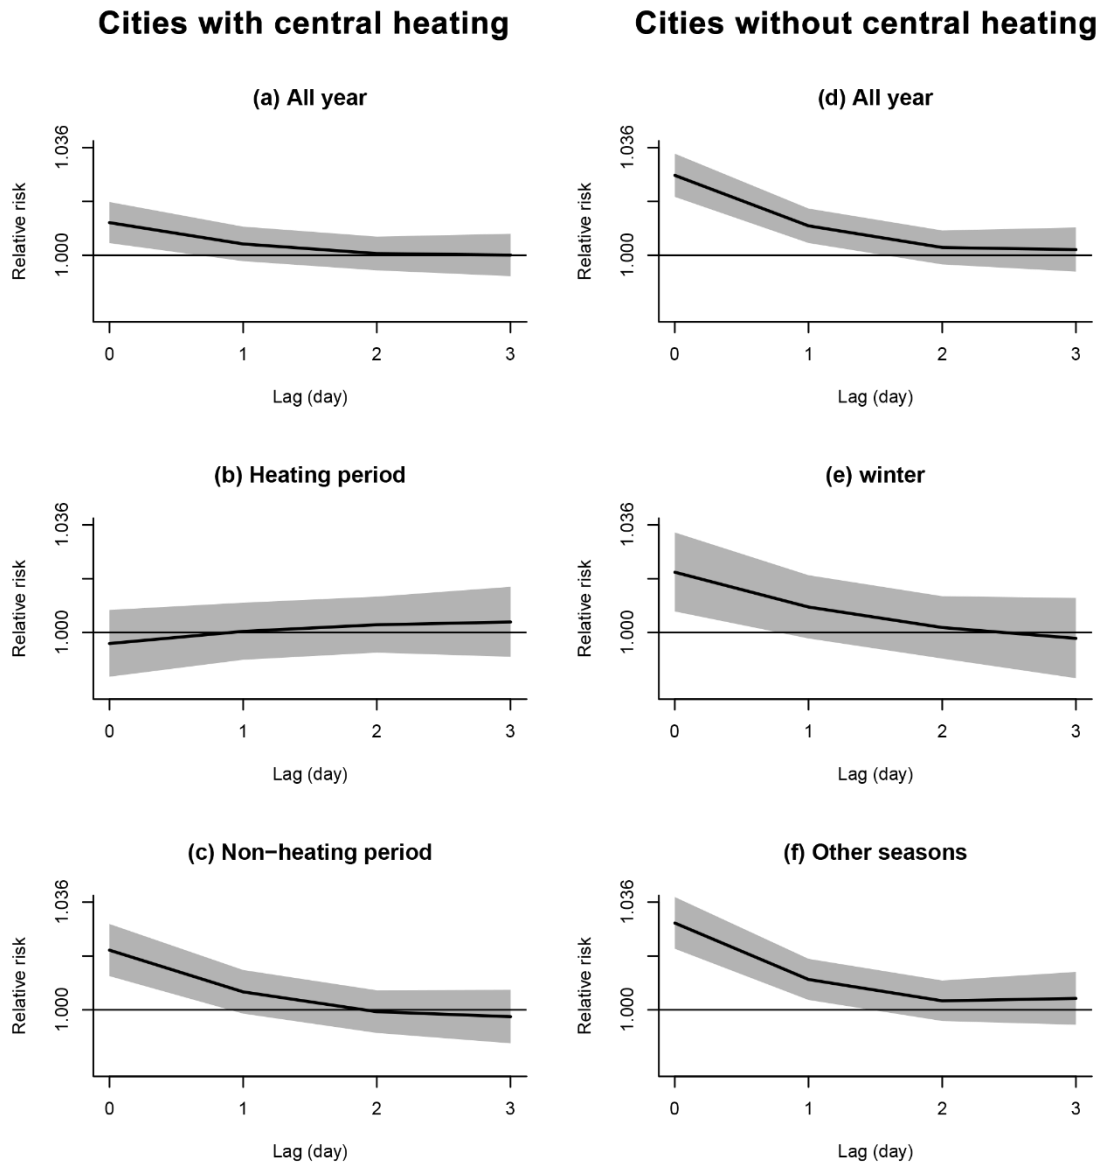 Cities with central heating
Cities without central heating
(a) All year
Relative risk
1.036
1.000
0 1 2 3
Lag (day)
(d) All year
Relative risk
1.036
1.000
0 1 2 3
Lag (day)
(b) Heating period
Relative risk
1.036
1.000
0 1 2 3
Lag (day)
(e) winter
Relative risk
1.036
1.000
0 1 2 3
Lag (day)
(c) Non−heating period
Relative risk
1.036
1.000
0 1 2 3
Lag (day)
(f) Other seasons
Relative risk
1.036
1.000
0 1 2 3
Lag (day)